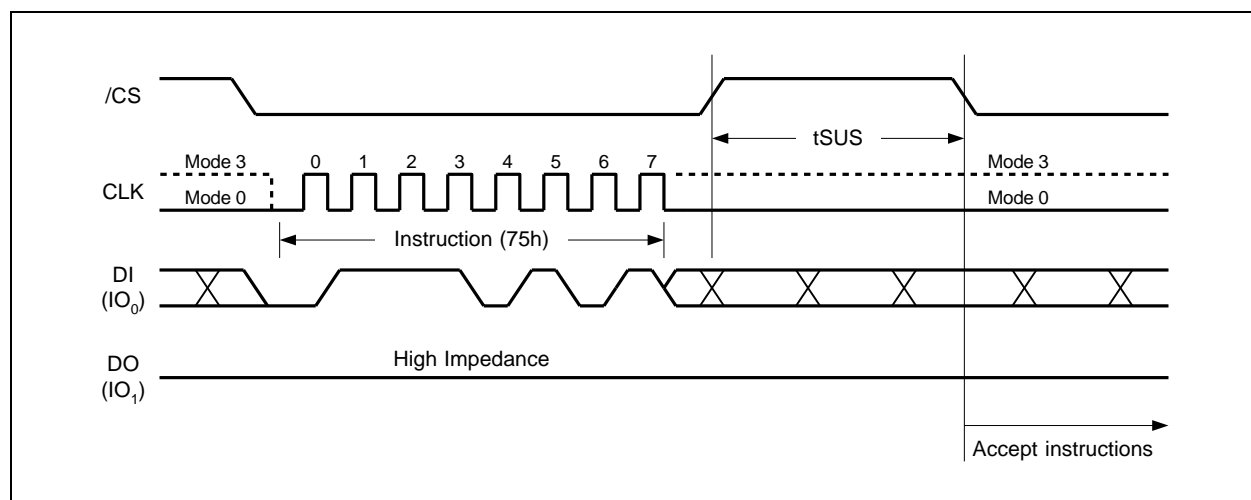 /CS
tSUS
Mode 3 0 1 2 3 4 5 6 7 Mode 3
CLK
Mode 0 Mode 0
Instruction (75h)
DI
(IO0)
High Impedance
DO
(IO1)
Accept instructions